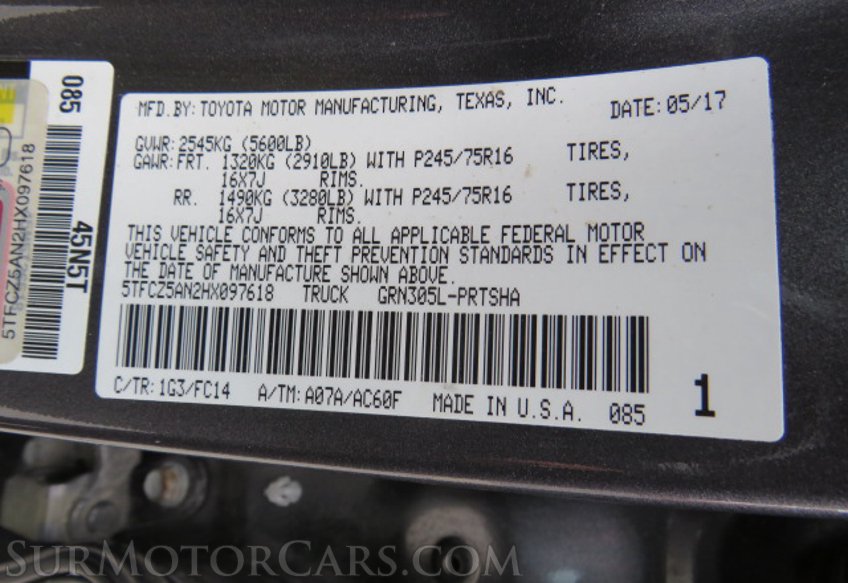 MFD.BY: TOYOTA MOTOR MANUFACTURING, TEXAS, INC. DATE: 05/17
GVWR: 2545KG (5600LB)
GAWR: FRT. 1320KG (2910LB) WITH P245/75R16 TIRES,
16X7J RIMS.
RR. 1490KG (3280LB) WITH P245/75R16 TIRES,
16X7J RIMS.
THIS VEHICLE CONFORMS TO ALL APPLICABLE FEDERAL MOTOR
VEHICLE SAFETY AND THEFT PREVENTION STANDARDS IN EFFECT ON
THE DATE OF MANUFACTURE SHOWN ABOVE.
5TFCZ5AN2HX097618 TRUCK GRN305L-PRTSHA
C/TR: 1G3/FC14 A/TM: A07A/AC60F MADE IN U.S.A. 085 1
085
45N5T
5TFCZ5AN2HX097618
SURMOTORCARS.COM